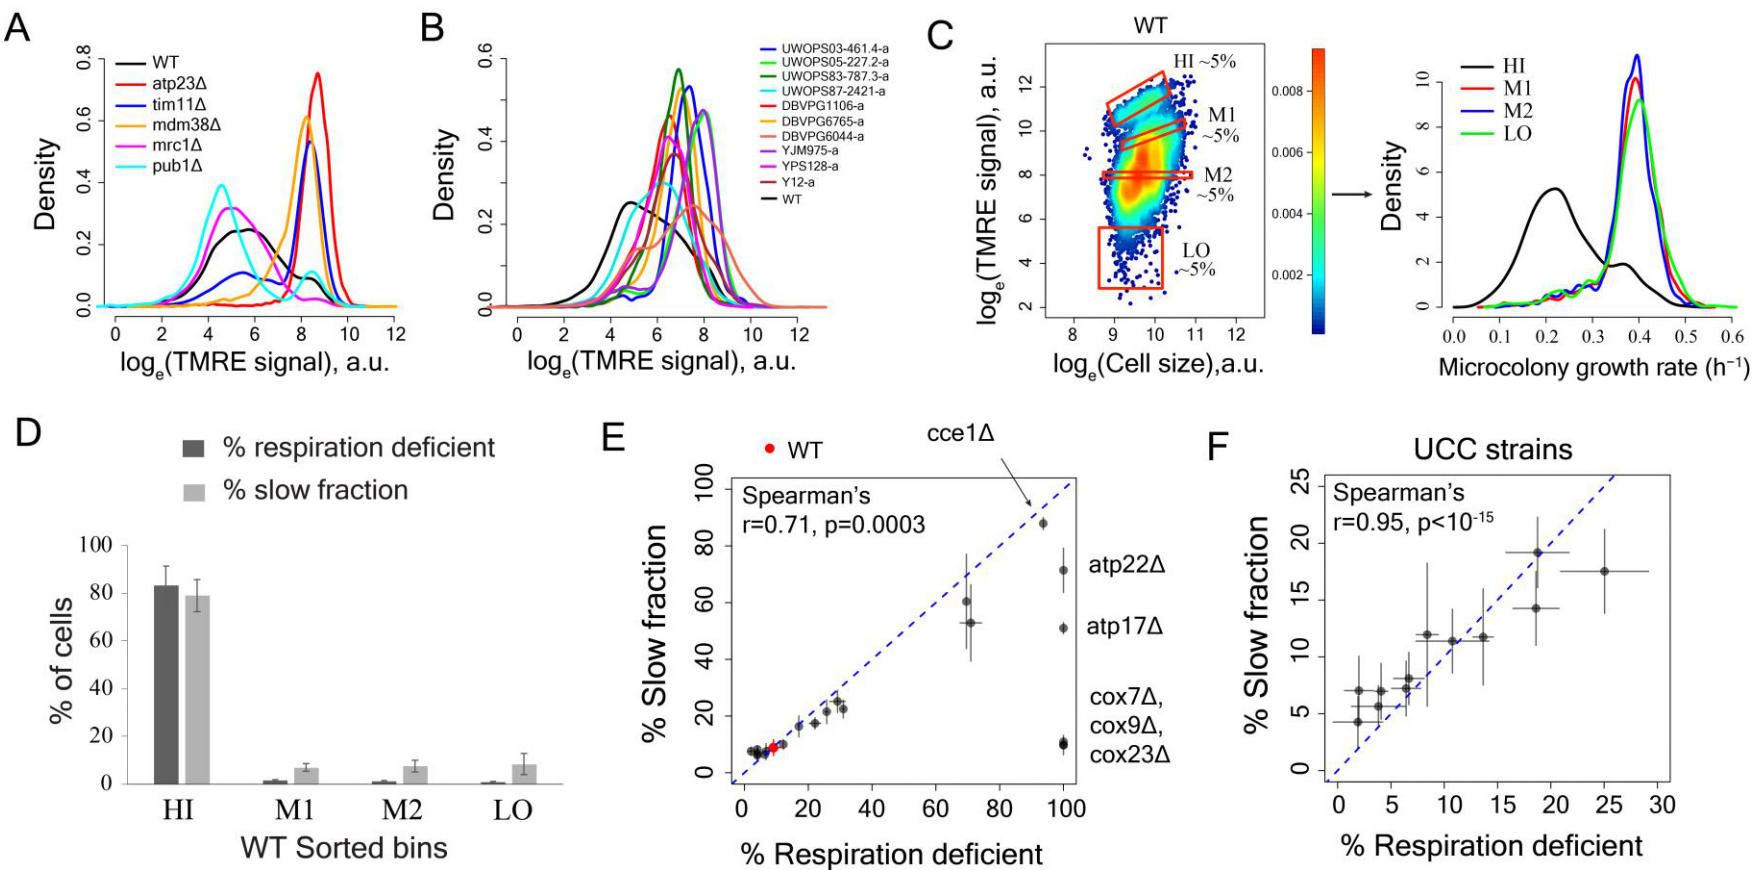 A
0.8
0.6
0.4
0.2
0.0
Density
WT
atp23Δ
tim11Δ
mdm38Δ
mrc1Δ
pub1Δ
0 2 4 6 8 10 12
logₑ(TMRE signal), a.u.
B
0.6
0.4
0.2
0.0
Density
UWOPS03-461.4-a
UWOPS05-227.2-a
UWOPS83-787.3-a
UWOPS87-2421-a
DBVPG1106-a
DBVPG6765-a
DBVPG6044-a
YJM975-a
YPS128-a
Y12-a
WT
0 2 4 6 8 10 12
logₑ(TMRE signal), a.u.
C
WT
logₑ(TMRE signal), a.u.
12
10
8
6
4
2
HI ~5%
M1
~5%
M2
~5%
LO
~5%
8 9 10 11 12
logₑ(Cell size),a.u.
0.008
0.006
0.004
0.002
Density
10
8
6
4
2
0
HI
M1
M2
LO
0.0 0.1 0.2 0.3 0.4 0.5 0.6
Microcolony growth rate (h⁻¹)
D
% respiration deficient
% slow fraction
% of cells
100
80
60
40
20
0
HI M1 M2 LO
WT Sorted bins
E
WT
cce1Δ
Spearman's
r=0.71, p=0.0003
% Slow fraction
100
80
60
40
20
0
atp22Δ
atp17Δ
cox7Δ,
cox9Δ,
cox23Δ
0 20 40 60 80 100
% Respiration deficient
F
UCC strains
Spearman's
r=0.95, p<10⁻¹⁵
% Slow fraction
25
20
15
10
5
0
0 5 10 15 20 25 30
% Respiration deficient